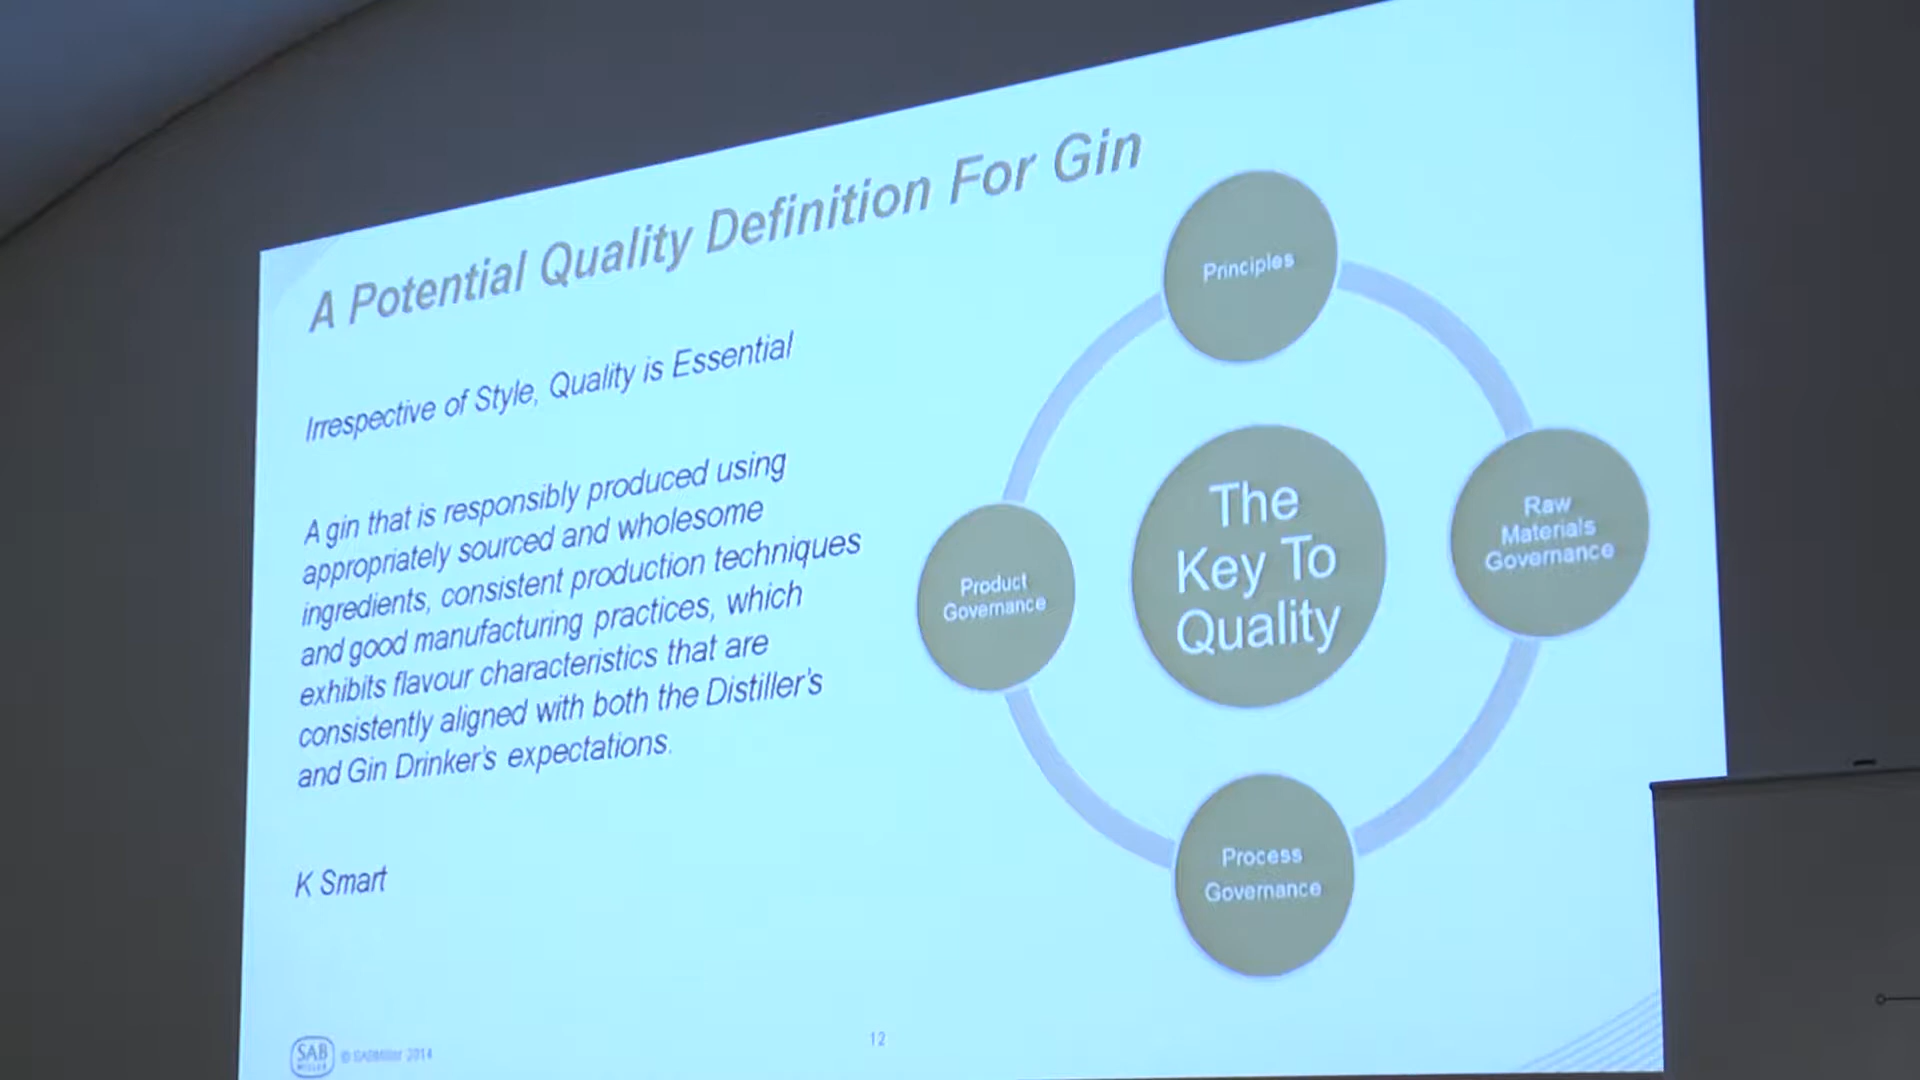 A Potential Quality Definition For Gin
Irrespective of Style, Quality is Essential
A gin that is responsibly produced using
appropriately sourced and wholesome
ingredients, consistent production techniques
and good manufacturing practices, which
exhibits flavour characteristics that are
consistently aligned with both the Distiller's
and Gin Drinker's expectations.
K Smart
Principles
Raw
Materials
Governance
The
Key To
Quality
Product
Governance
Process
Governance
SAB
MILLER
© SABMiller 2014
12